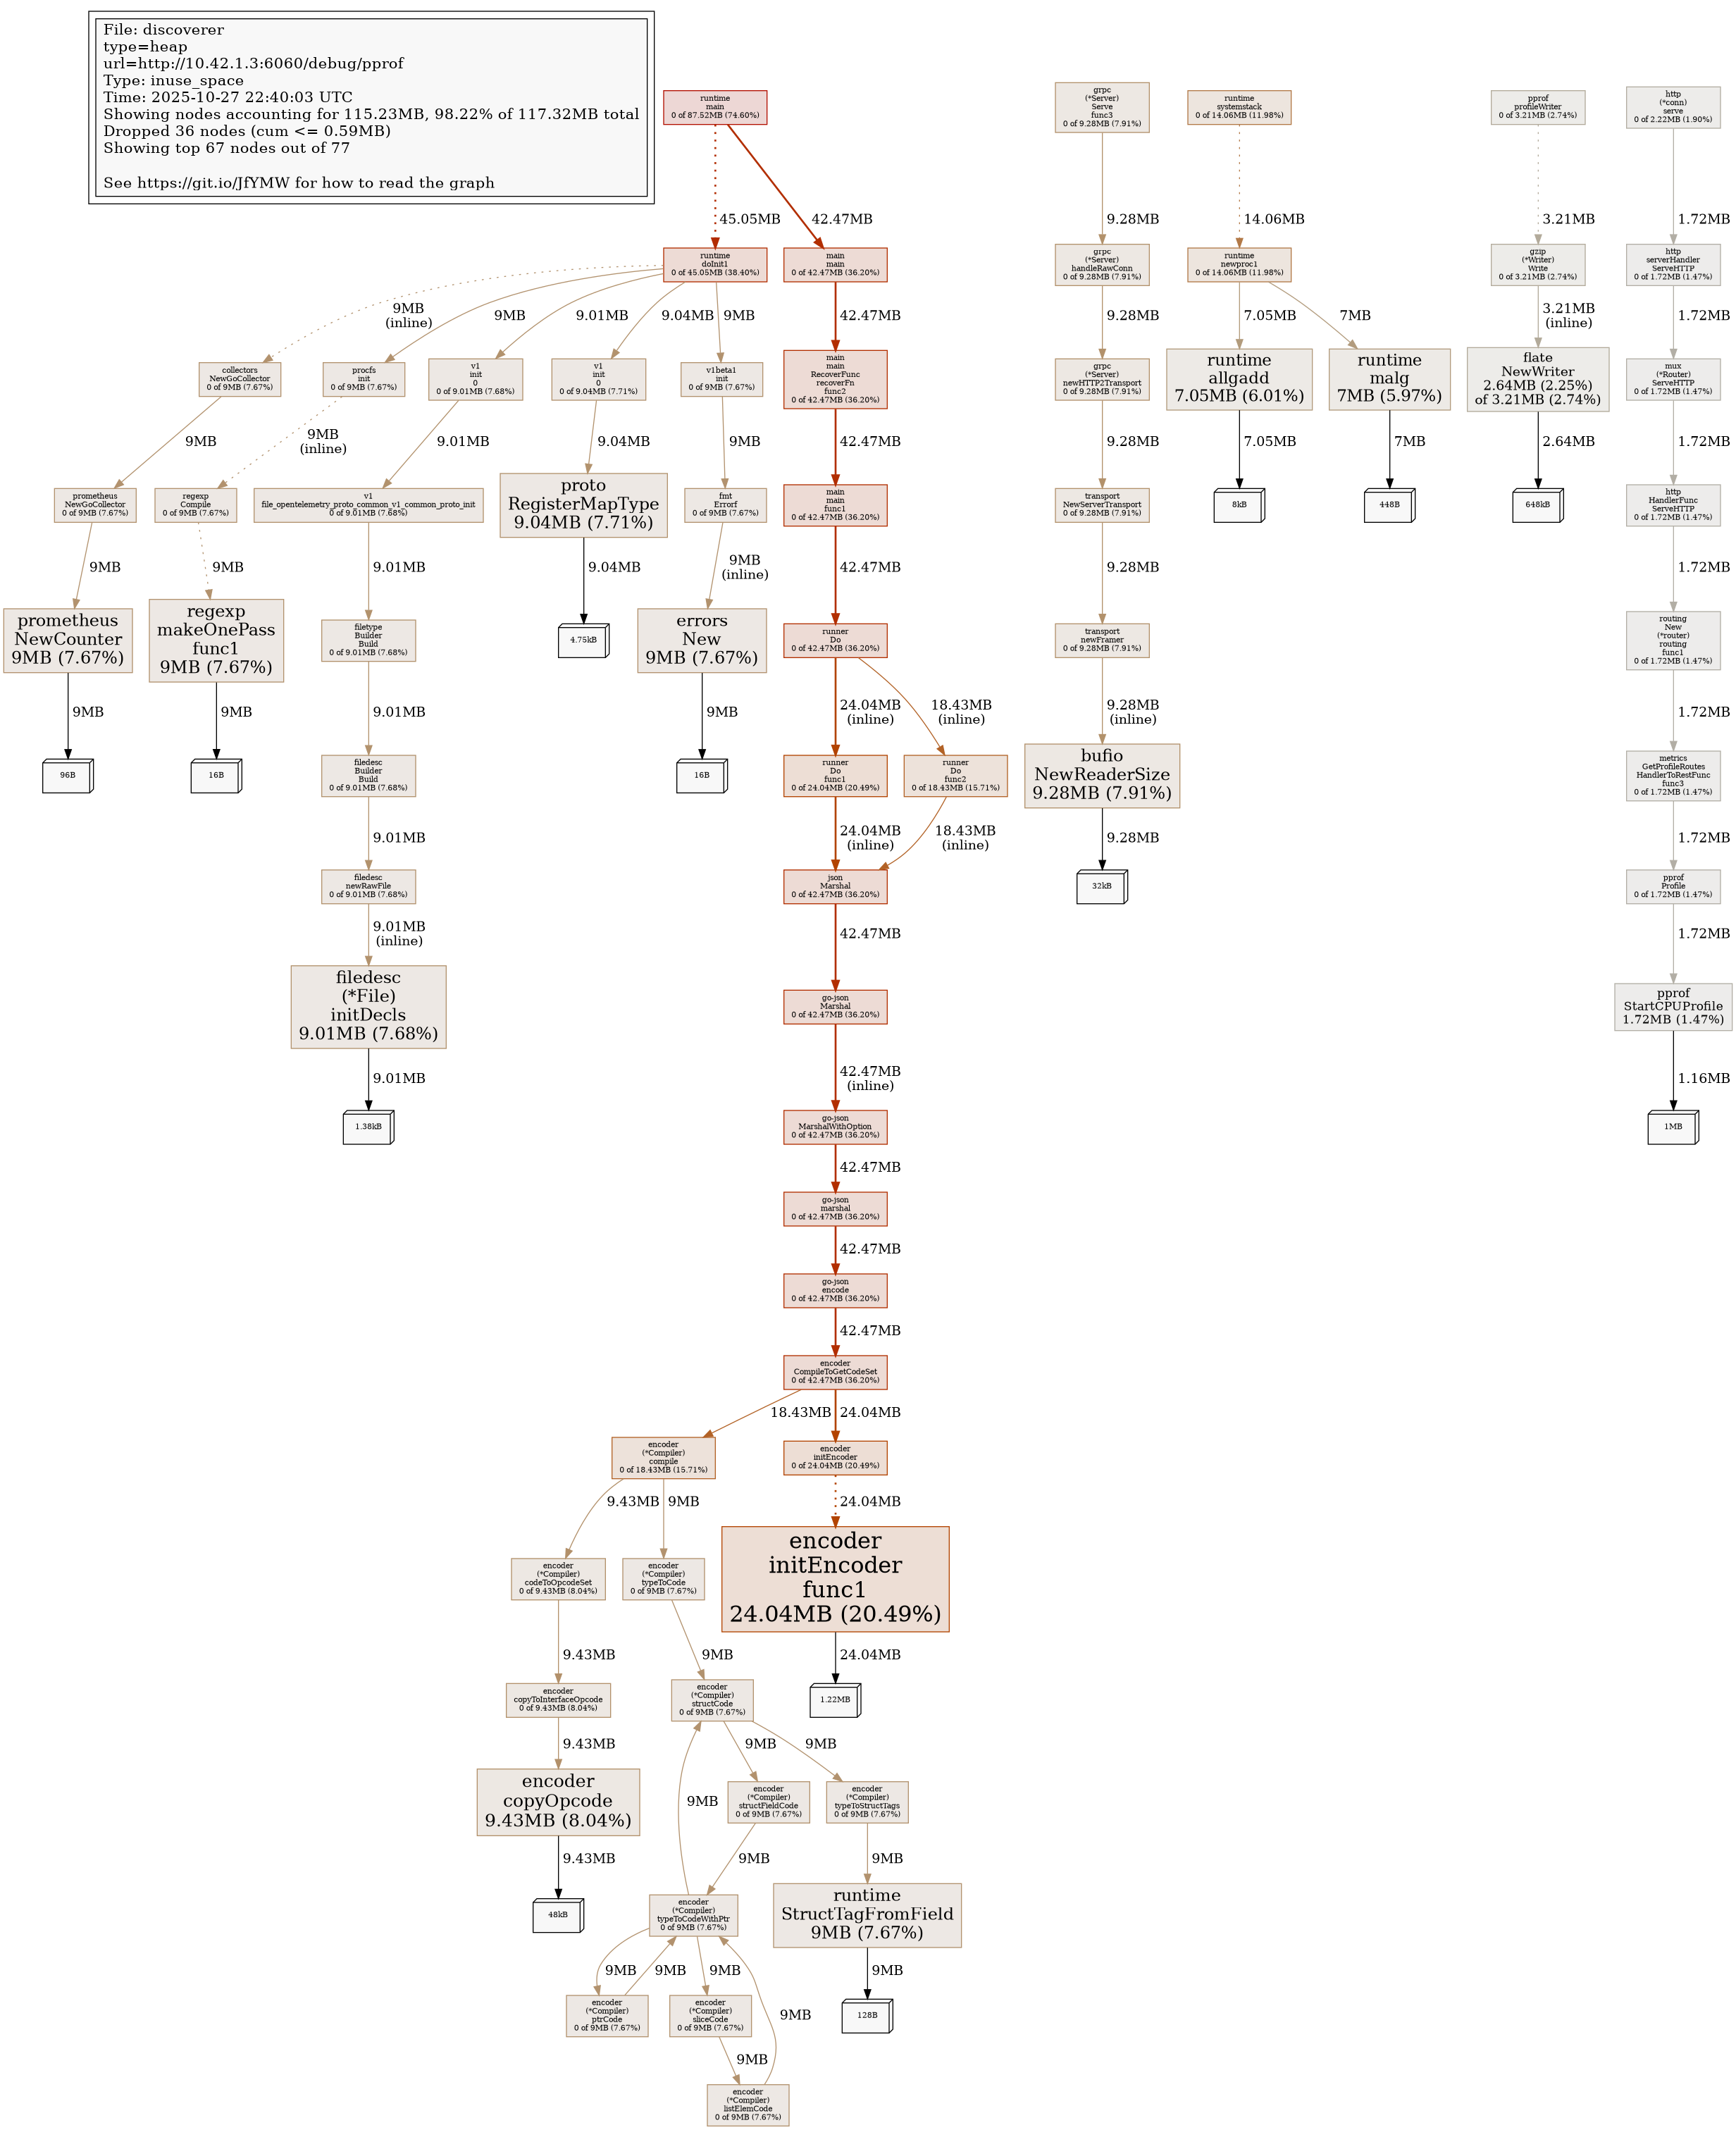 File: discoverer
type=heap
url=http://10.42.1.3:6060/debug/pprof
Type: inuse_space
Time: 2025-10-27 22:40:03 UTC
Showing nodes accounting for 115.23MB, 98.22% of 117.32MB total
Dropped 36 nodes (cum <= 0.59MB)
Showing top 67 nodes out of 77
See https://git.io/JfYMW for how to read the graph
runtime
main
0 of 87.52MB (74.60%)
grpc
(*Server)
Serve
func3
0 of 9.28MB (7.91%)
runtime
systemstack
0 of 14.06MB (11.98%)
pprof
profileWriter
0 of 3.21MB (2.74%)
http
(*conn)
serve
0 of 2.22MB (1.90%)
45.05MB
42.47MB
9.28MB
14.06MB
3.21MB
1.72MB
runtime
doInit1
0 of 45.05MB (38.40%)
main
main
0 of 42.47MB (36.20%)
grpc
(*Server)
handleRawConn
0 of 9.28MB (7.91%)
runtime
newproc1
0 of 14.06MB (11.98%)
gzip
(*Writer)
Write
0 of 3.21MB (2.74%)
http
serverHandler
ServeHTTP
0 of 1.72MB (1.47%)
9MB
(inline)
9MB
9.01MB
9.04MB
9MB
42.47MB
9.28MB
7.05MB
7MB
3.21MB
(inline)
1.72MB
collectors
NewGoCollector
0 of 9MB (7.67%)
procfs
init
0 of 9MB (7.67%)
v1
init
0
0 of 9.01MB (7.68%)
v1
init
0
0 of 9.04MB (7.71%)
v1beta1
init
0 of 9MB (7.67%)
main
main
RecoverFunc
recoverFn
func2
0 of 42.47MB (36.20%)
grpc
(*Server)
newHTTP2Transport
0 of 9.28MB (7.91%)
runtime
allgadd
7.05MB (6.01%)
runtime
malg
7MB (5.97%)
flate
NewWriter
2.64MB (2.25%)
of 3.21MB (2.74%)
mux
(*Router)
ServeHTTP
0 of 1.72MB (1.47%)
9MB
9MB
(inline)
9.01MB
9.04MB
9MB
42.47MB
9.28MB
7.05MB
7MB
2.64MB
1.72MB
prometheus
NewGoCollector
0 of 9MB (7.67%)
regexp
Compile
0 of 9MB (7.67%)
v1
file_opentelemetry_proto_common_v1_common_proto_init
0 of 9.01MB (7.68%)
proto
RegisterMapType
9.04MB (7.71%)
fmt
Errorf
0 of 9MB (7.67%)
main
main
func1
0 of 42.47MB (36.20%)
transport
NewServerTransport
0 of 9.28MB (7.91%)
8kB
448B
648kB
http
HandlerFunc
ServeHTTP
0 of 1.72MB (1.47%)
9MB
9MB
9.01MB
9.04MB
9MB
(inline)
42.47MB
9.28MB
1.72MB
prometheus
NewCounter
9MB (7.67%)
regexp
makeOnePass
func1
9MB (7.67%)
filetype
Builder
Build
0 of 9.01MB (7.68%)
4.75kB
errors
New
9MB (7.67%)
runner
Do
0 of 42.47MB (36.20%)
transport
newFramer
0 of 9.28MB (7.91%)
routing
New
(*router)
routing
func1
0 of 1.72MB (1.47%)
9MB
9MB
9.01MB
9MB
24.04MB
(inline)
18.43MB
(inline)
9.28MB
(inline)
1.72MB
96B
16B
filedesc
Builder
Build
0 of 9.01MB (7.68%)
16B
runner
Do
func1
0 of 24.04MB (20.49%)
runner
Do
func2
0 of 18.43MB (15.71%)
bufio
NewReaderSize
9.28MB (7.91%)
metrics
GetProfileRoutes
HandlerToRestFunc
func3
0 of 1.72MB (1.47%)
9.01MB
24.04MB
(inline)
18.43MB
(inline)
9.28MB
1.72MB
filedesc
newRawFile
0 of 9.01MB (7.68%)
json
Marshal
0 of 42.47MB (36.20%)
32kB
pprof
Profile
0 of 1.72MB (1.47%)
9.01MB
(inline)
42.47MB
1.72MB
filedesc
(*File)
initDecls
9.01MB (7.68%)
go-json
Marshal
0 of 42.47MB (36.20%)
pprof
StartCPUProfile
1.72MB (1.47%)
9.01MB
42.47MB
(inline)
1.16MB
1.38kB
go-json
MarshalWithOption
0 of 42.47MB (36.20%)
1MB
42.47MB
go-json
marshal
0 of 42.47MB (36.20%)
42.47MB
go-json
encode
0 of 42.47MB (36.20%)
42.47MB
encoder
CompileToGetCodeSet
0 of 42.47MB (36.20%)
18.43MB
24.04MB
encoder
(*Compiler)
compile
0 of 18.43MB (15.71%)
encoder
initEncoder
0 of 24.04MB (20.49%)
9.43MB
9MB
24.04MB
encoder
(*Compiler)
codeToOpcodeSet
0 of 9.43MB (8.04%)
encoder
(*Compiler)
typeToCode
0 of 9MB (7.67%)
encoder
initEncoder
func1
24.04MB (20.49%)
9.43MB
9MB
24.04MB
encoder
copyToInterfaceOpcode
0 of 9.43MB (8.04%)
encoder
(*Compiler)
structCode
0 of 9MB (7.67%)
1.22MB
9.43MB
9MB
9MB
9MB
encoder
copyOpcode
9.43MB (8.04%)
encoder
(*Compiler)
structFieldCode
0 of 9MB (7.67%)
encoder
(*Compiler)
typeToStructTags
0 of 9MB (7.67%)
9.43MB
9MB
9MB
48kB
encoder
(*Compiler)
typeToCodeWithPtr
0 of 9MB (7.67%)
runtime
StructTagFromField
9MB (7.67%)
9MB
9MB
9MB
9MB
9MB
encoder
(*Compiler)
ptrCode
0 of 9MB (7.67%)
encoder
(*Compiler)
sliceCode
0 of 9MB (7.67%)
128B
9MB
encoder
(*Compiler)
listElemCode
0 of 9MB (7.67%)